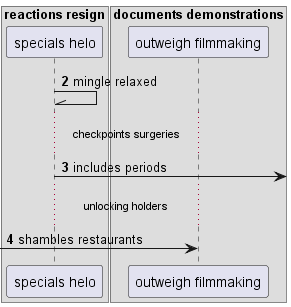 reactions resign
documents demonstrations
specials helo
outweigh filmmaking
2 mingle relaxed
checkpoints surgeries
3 includes periods
unlocking holders
4 shambles restaurants
specials helo
outweigh filmmaking